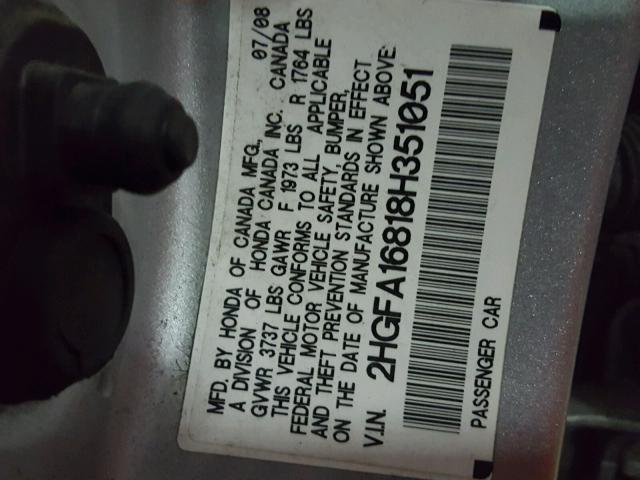 MFD. BY HONDA OF CANADA MFG.,
A DIVISION OF HONDA CANADA INC. CANADA 07/08
GVWR 3737 LBS GAWR F 1973 LBS R 1764 LBS
THIS VEHICLE CONFORMS TO ALL APPLICABLE
FEDERAL MOTOR VEHICLE SAFETY, BUMPER,
AND THEFT PREVENTION STANDARDS IN EFFECT
ON THE DATE OF MANUFACTURE SHOWN ABOVE.
V.I.N. 2HGFA16818H351051
PASSENGER CAR